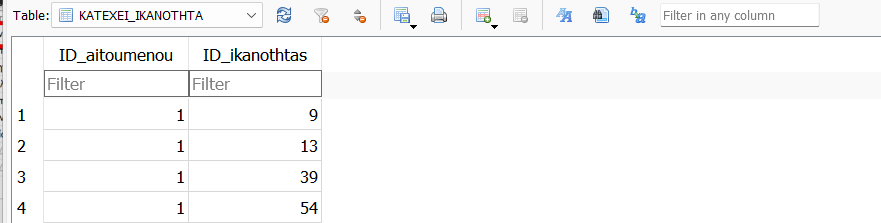 Table: KATEXEI_IKANOTHTA Filter in any column
ID_aitoumenou ID_ikanothtas
Filter Filter
1 1 9
2 1 13
3 1 39
4 1 54